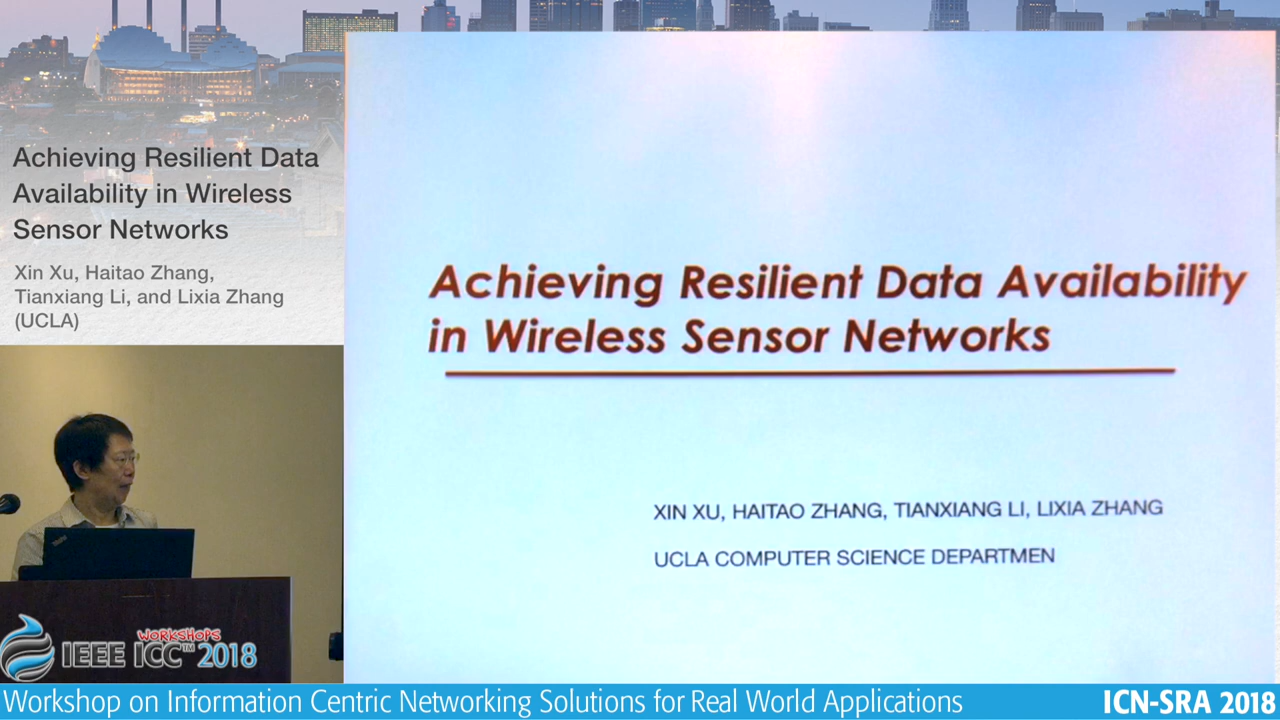 Achieving Resilient Data
Availability in Wireless
Sensor Networks
Xin Xu, Haitao Zhang,
Tianxiang Li, and Lixia Zhang
(UCLA)
Achieving Resilient Data Availability
in Wireless Sensor Networks
XIN XU, HAITAO ZHANG, TIANXIANG LI, LIXIA ZHANG
UCLA COMPUTER SCIENCE DEPARTMEN
WORKSHOPS
IEEE ICC™ 2018
Workshop on Information Centric Networking Solutions for Real World Applications
ICN-SRA 2018